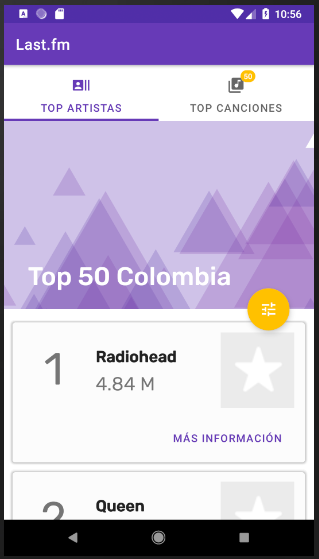 10:56
Last.fm
50
TOP ARTISTAS
TOP CANCIONES
Top 50 Colombia
1
Radiohead
4.84 M
MÁS INFORMACIÓN
2
Queen